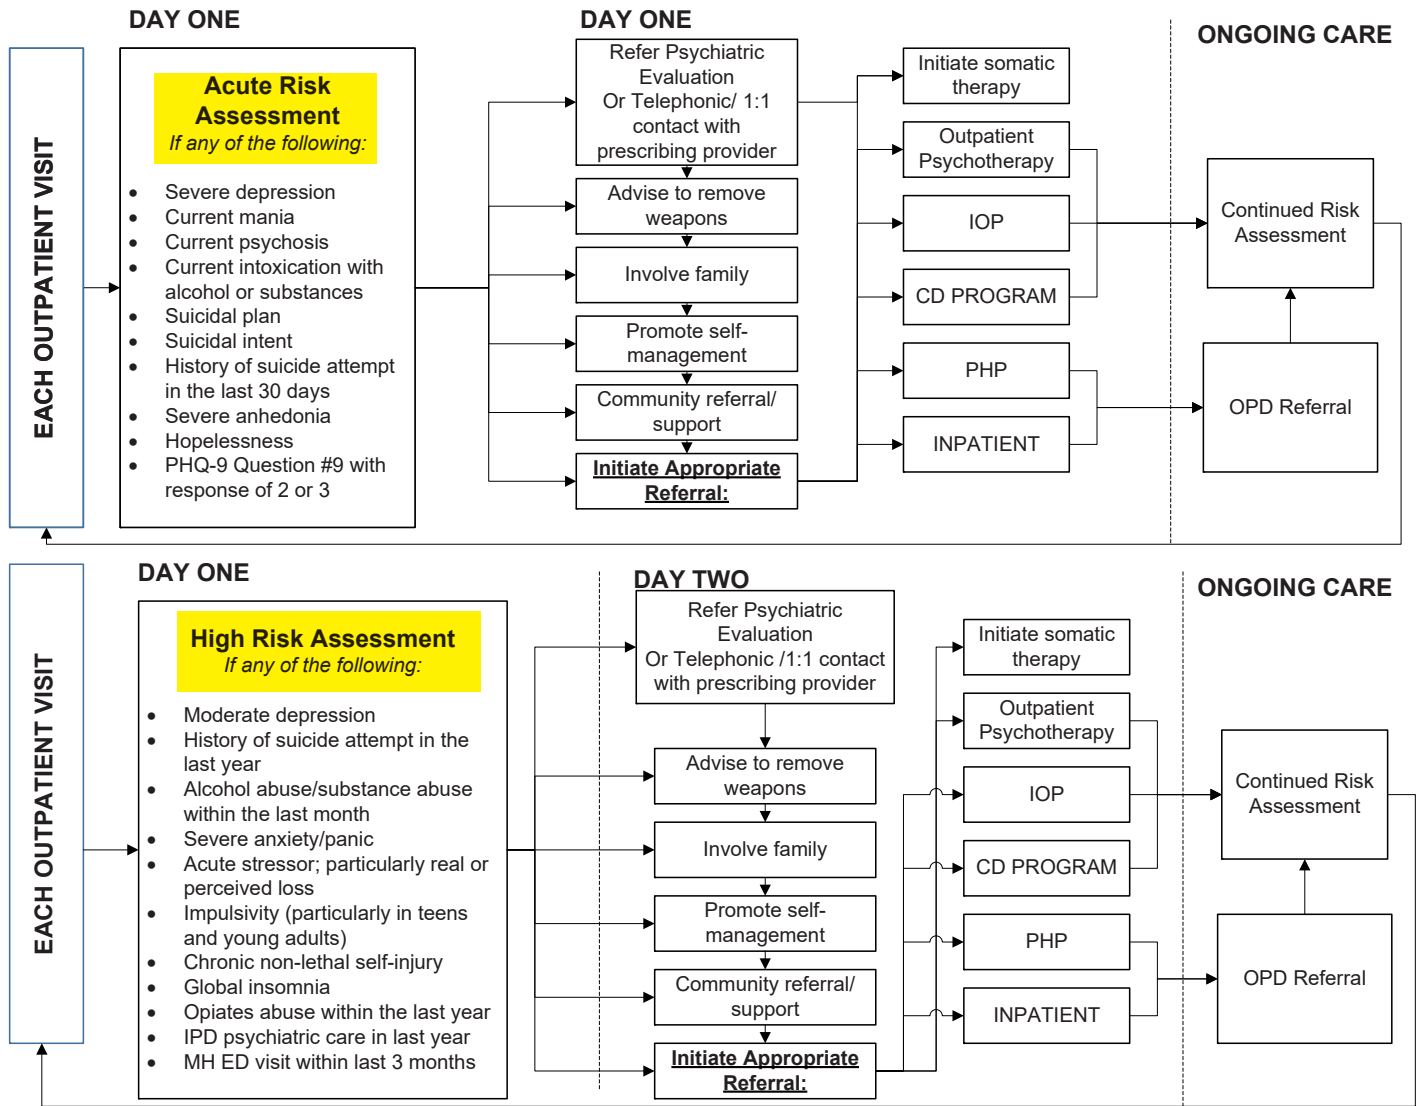 DAY ONE
DAY ONE
ONGOING CARE
EACH OUTPATIENT VISIT
Acute Risk
Assessment
If any of the following:
• Severe depression
• Current mania
• Current psychosis
• Current intoxication with
alcohol or substances
• Suicidal plan
• Suicidal intent
• History of suicide attempt
in the last 30 days
• Severe anhedonia
• Hopelessness
• PHQ-9 Question #9 with
response of 2 or 3
Refer Psychiatric
Evaluation
Or Telephonic/ 1:1
contact with
prescribing provider
Advise to remove
weapons
Involve family
Promote self-
management
Community referral/
support
Initiate Appropriate
Referral:
Initiate somatic
therapy
Outpatient
Psychotherapy
IOP
CD PROGRAM
PHP
INPATIENT
Continued Risk
Assessment
OPD Referral
DAY ONE
DAY TWO
ONGOING CARE
EACH OUTPATIENT VISIT
High Risk Assessment
If any of the following:
• Moderate depression
• History of suicide attempt in the
last year
• Alcohol abuse/substance abuse
within the last month
• Severe anxiety/panic
• Acute stressor; particularly real or
perceived loss
• Impulsivity (particularly in teens
and young adults)
• Chronic non-lethal self-injury
• Global insomnia
• Opiates abuse within the last year
• IPD psychiatric care in last year
• MH ED visit within last 3 months
Refer Psychiatric
Evaluation
Or Telephonic /1:1 contact
with prescribing provider
Advise to remove
weapons
Involve family
Promote self-
management
Community referral/
support
Initiate Appropriate
Referral:
Initiate somatic
therapy
Outpatient
Psychotherapy
IOP
CD PROGRAM
PHP
INPATIENT
Continued Risk
Assessment
OPD Referral